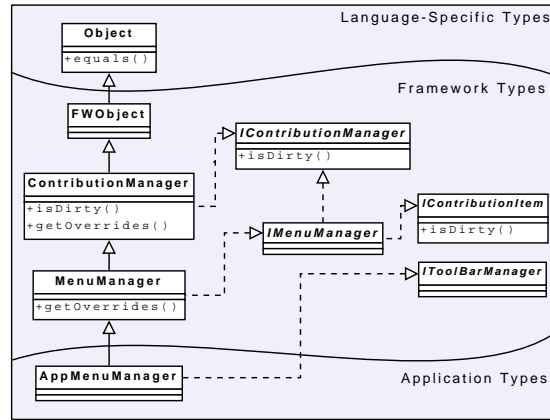 Language-Specific Types
Object
+equals()
Framework Types
FWObject
IContributionManager
+isDirty()
ContributionManager
+isDirty()
+getOverrides()
IContributionItem
+isDirty()
IMenuManager
MenuManager
+getOverrides()
IToolBarManager
AppMenuManager
Application Types